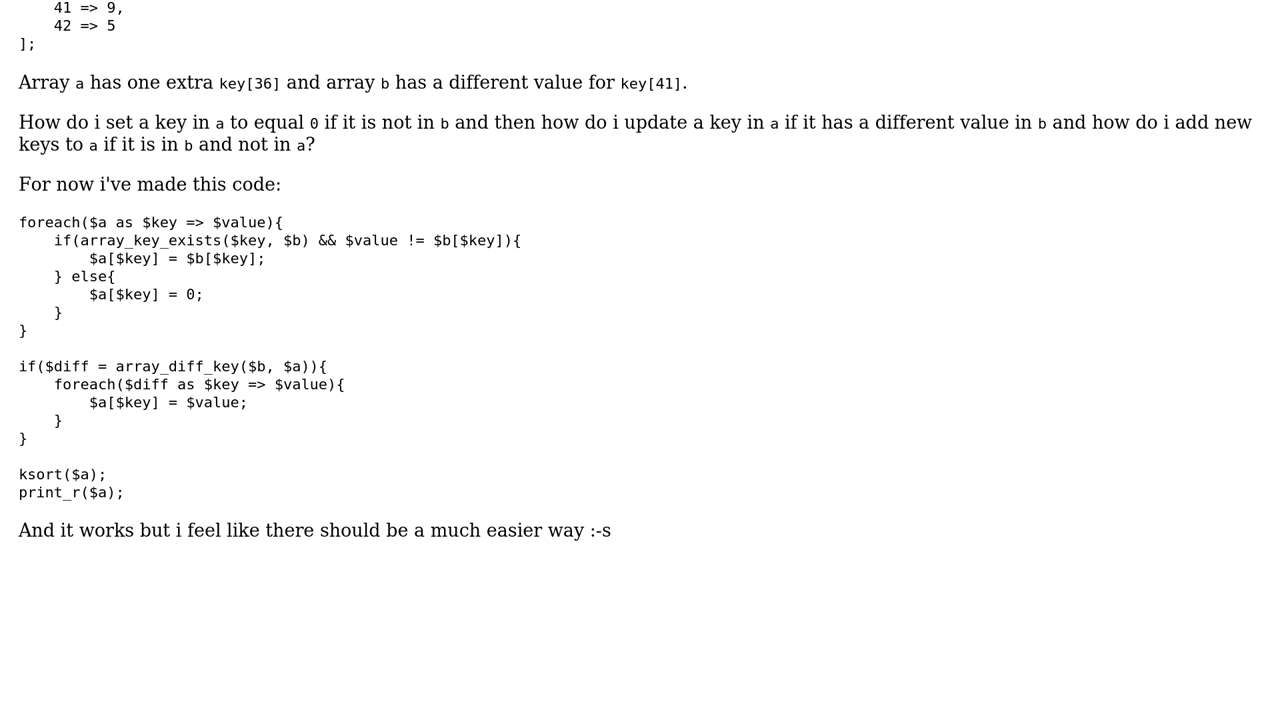 41 => 9,
    42 => 5
];
Array a has one extra key[36] and array b has a different value for key[41].
How do i set a key in a to equal 0 if it is not in b and then how do i update a key in a if it has a different value in b and how do i add new
keys to a if it is in b and not in a?
For now i've made this code:
foreach($a as $key => $value){
    if(array_key_exists($key, $b) && $value != $b[$key]){
        $a[$key] = $b[$key];
    } else{
        $a[$key] = 0;
    }
}
if($diff = array_diff_key($b, $a)){
    foreach($diff as $key => $value){
        $a[$key] = $value;
    }
}
ksort($a);
print_r($a);
And it works but i feel like there should be a much easier way :-s